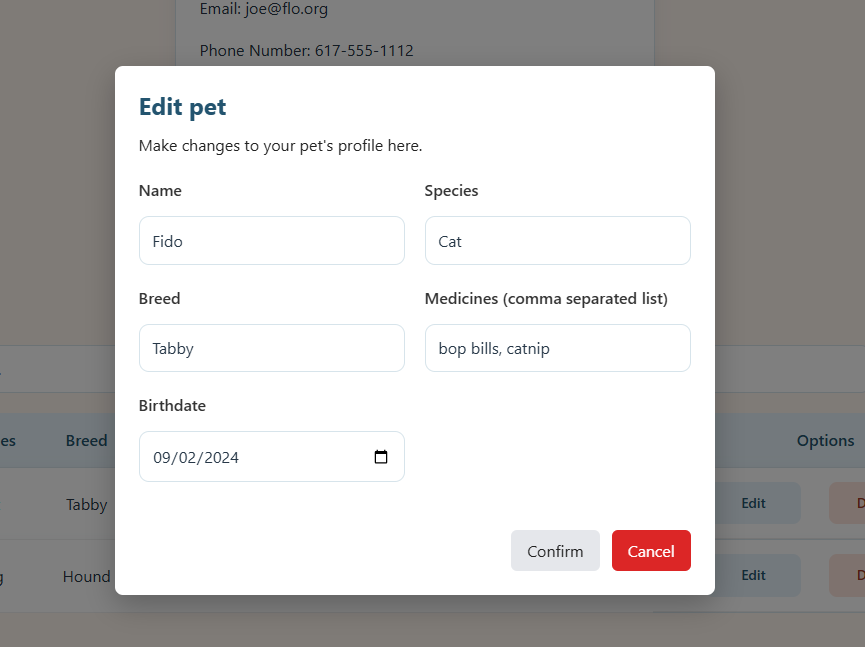 Email: joe@flo.org
Phone Number: 617-555-1112
Edit pet
Make changes to your pet's profile here.
Name Species
Fido Cat
Breed Medicines (comma separated list)
Tabby bop bills, catnip
Birthdate
09/02/2024
Breed Options
Tabby Edit
Confirm Cancel
Hound Edit